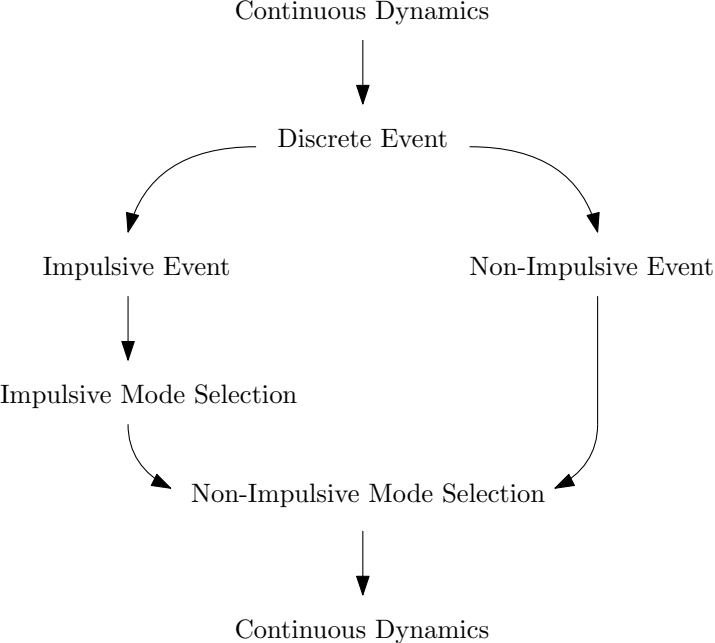 Continuous Dynamics
Discrete Event
Impulsive Event
Non-Impulsive Event
Impulsive Mode Selection
Non-Impulsive Mode Selection
Continuous Dynamics